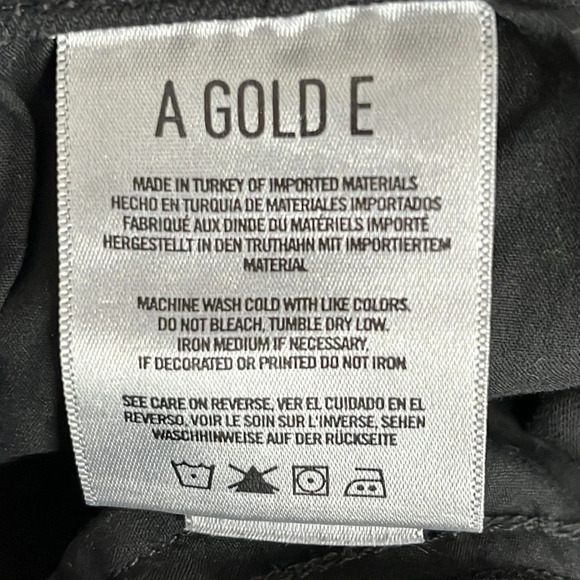 A GOLD E
MADE IN TURKEY OF IMPORTED MATERIALS
HECHO EN TURQUIA DE MATERIALES IMPORTADOS
FABRIQUÉ AUX DINDE DU MATÉRIELS IMPORTÉ
HERGESTELLT IN DEN TRUTHAHN MIT IMPORTIERTEM
MATERIAL
MACHINE WASH COLD WITH LIKE COLORS.
DO NOT BLEACH, TUMBLE DRY LOW.
IRON MEDIUM IF NECESSARY.
IF DECORATED OR PRINTED DO NOT IRON
SEE CARE ON REVERSE, VER EL CUIDADO EN EL
REVERSO, VOIR LE SOIN SUR L'INVERSE, SEHEN
WASCHHINWEISE AUF DER RÜCKSEITE